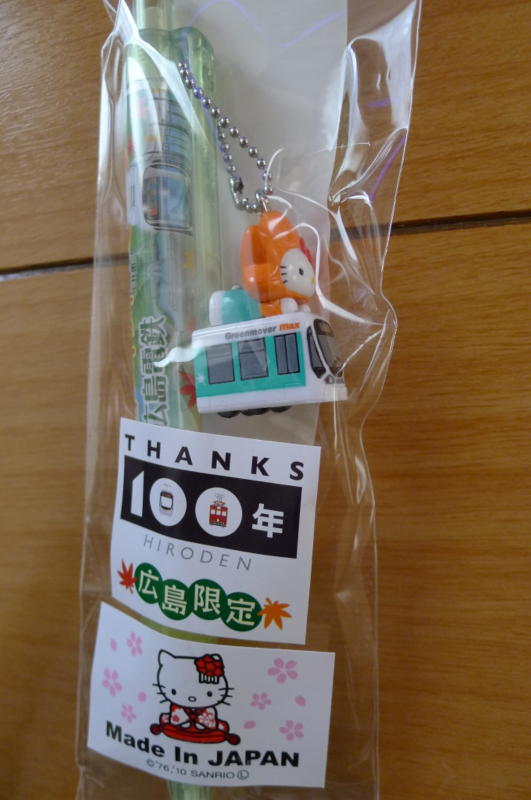 広島電鉄
Greenmover max
THANKS
100年
HIRODEN
広島限定
Made In JAPAN
©'76,'10 SANRIO Ⓛ